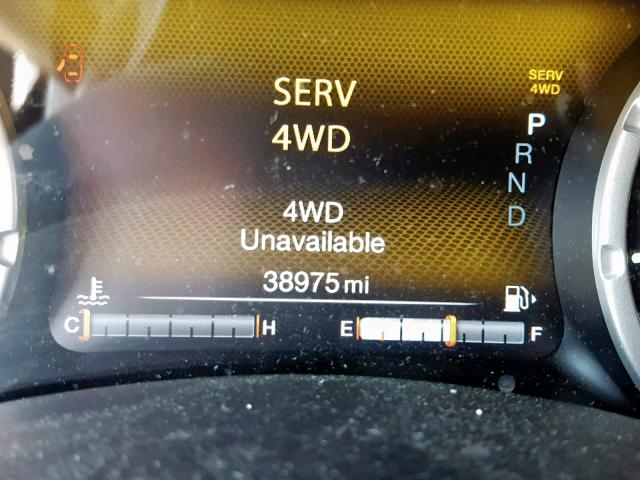 SERV
4WD
SERV
4WD
P
R
N
D
4WD
Unavailable
38975 mi
C H E F